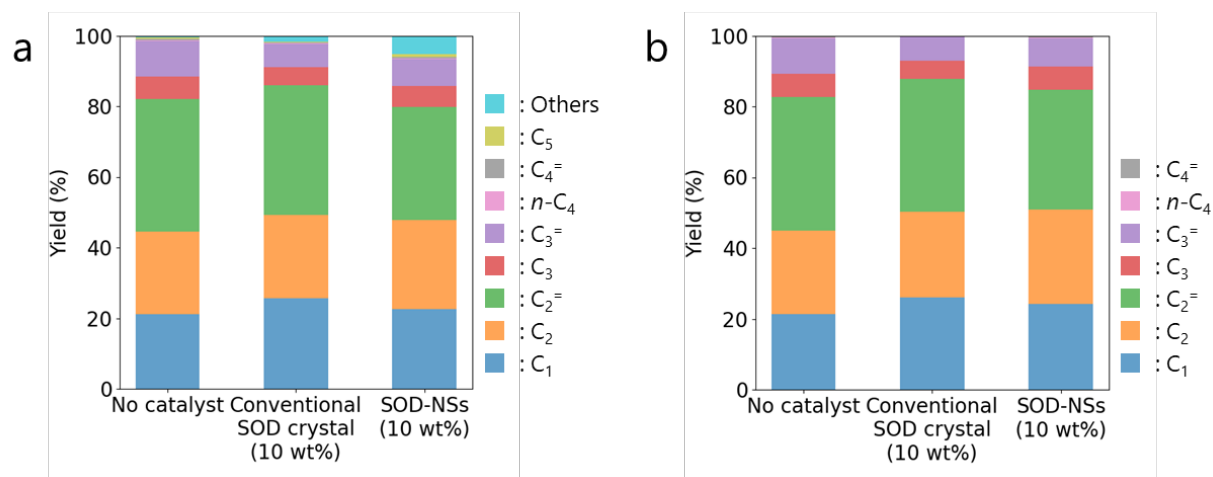 a
Yield (%)
100
80
60
40
20
0
No catalyst
Conventional
SOD crystal
(10 wt%)
SOD-NSs
(10 wt%)
: Others
: C₅
: C₄⁼
: n-C₄
: C₃⁼
: C₃
: C₂⁼
: C₂
: C₁
b
Yield (%)
100
80
60
40
20
0
No catalyst
Conventional
SOD crystal
(10 wt%)
SOD-NSs
(10 wt%)
: C₄⁼
: n-C₄
: C₃⁼
: C₃
: C₂⁼
: C₂
: C₁